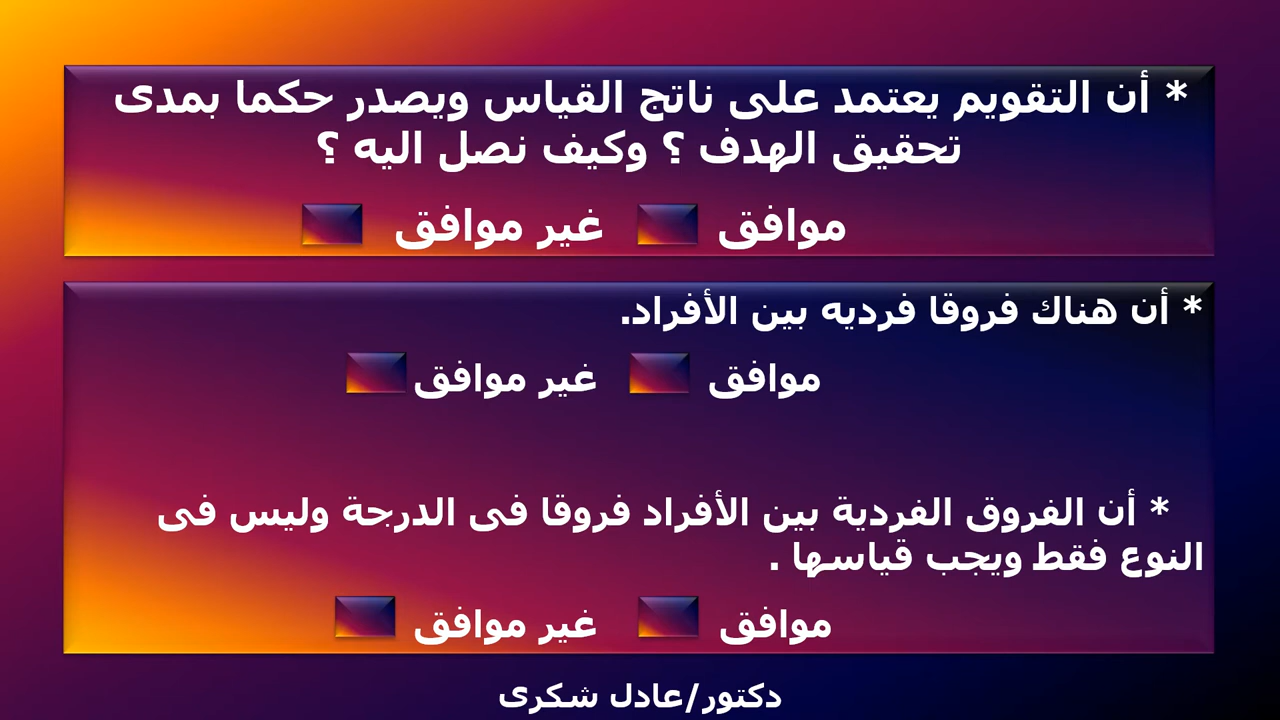 * أن التقويم يعتمد على ناتج القياس ويصدر حكما بمدى
تحقيق الهدف ؟ وكيف نصل اليه ؟
موافق غير موافق
* أن هناك فروقا فرديه بين الأفراد.
موافق غير موافق
* أن الفروق الفردية بين الأفراد فروقا فى الدرجة وليس فى
النوع فقط ويجب قياسها .
موافق غير موافق
دكتور/عادل شكرى